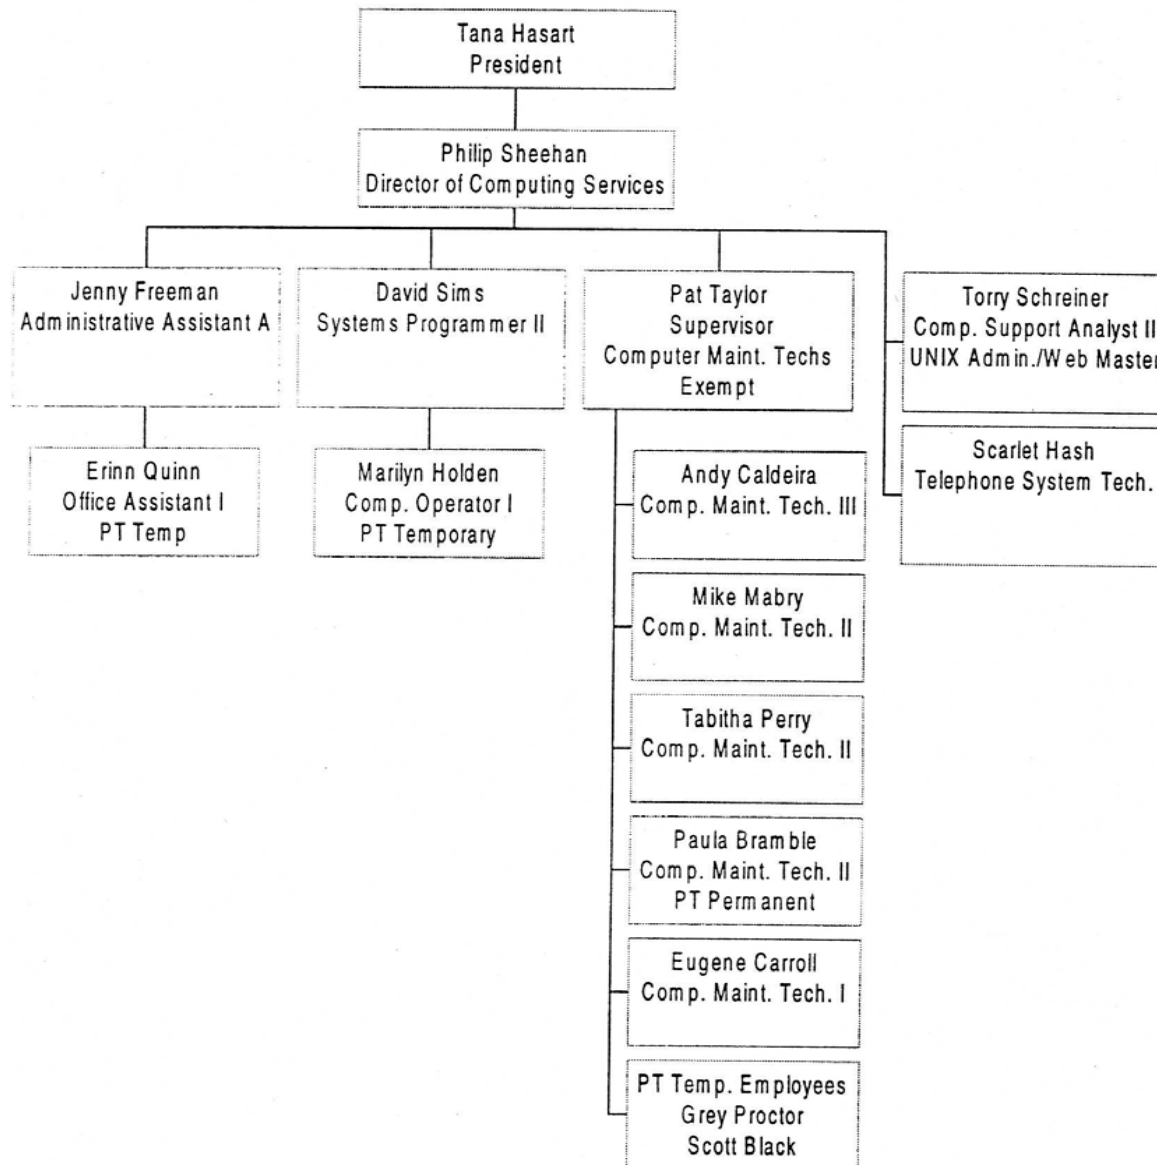 Tana Hasart
President
Philip Sheehan
Director of Computing Services
Jenny Freeman
Administrative Assistant A
David Sims
Systems Programmer II
Pat Taylor
Supervisor
Computer Maint. Techs
Exempt
Torry Schreiner
Comp. Support Analyst II
UNIX Admin./Web Master
Erinn Quinn
Office Assistant I
PT Temp
Marilyn Holden
Comp. Operator I
PT Temporary
Andy Caldeira
Comp. Maint. Tech. III
Scarlet Hash
Telephone System Tech.
Mike Mabry
Comp. Maint. Tech. II
Tabitha Perry
Comp. Maint. Tech. II
Paula Bramble
Comp. Maint. Tech. II
PT Permanent
Eugene Carroll
Comp. Maint. Tech. I
PT Temp. Employees
Grey Proctor
Scott Black